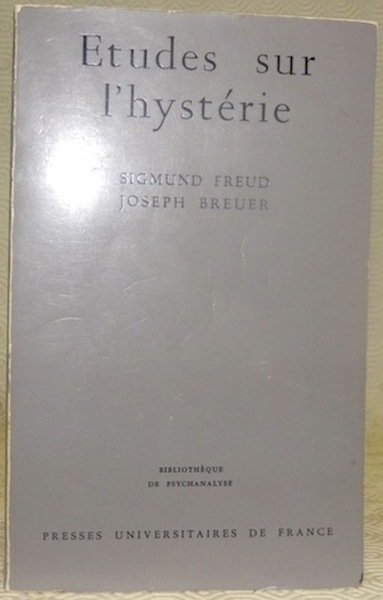 Etudes sur
l'hystérie
SIGMUND FREUD
JOSEPH BREUER
BIBLIOTHÈQUE
DE PSYCHANALYSE
PRESSES UNIVERSITAIRES DE FRANCE